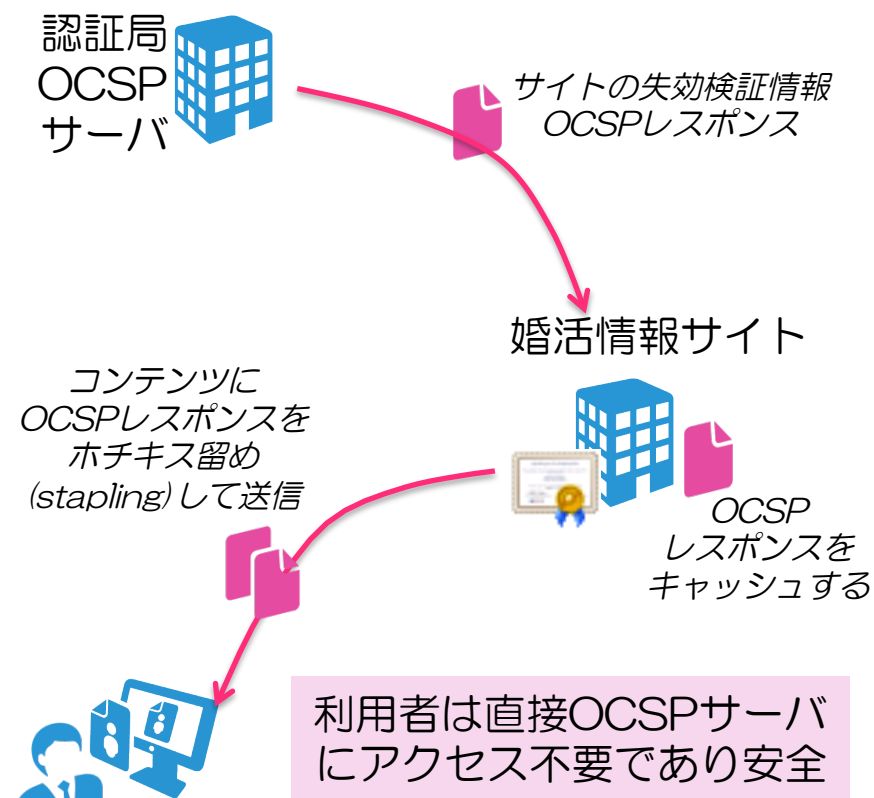 認証局
OCSP
サーバ
サイトの失効検証情報
OCSPレスポンス
婚活情報サイト
コンテンツに
OCSPレスポンスを
ホチキス留め
(stapling)して送信
OCSP
レスポンスを
キャッシュする
利用者は直接OCSPサーバ
にアクセス不要であり安全